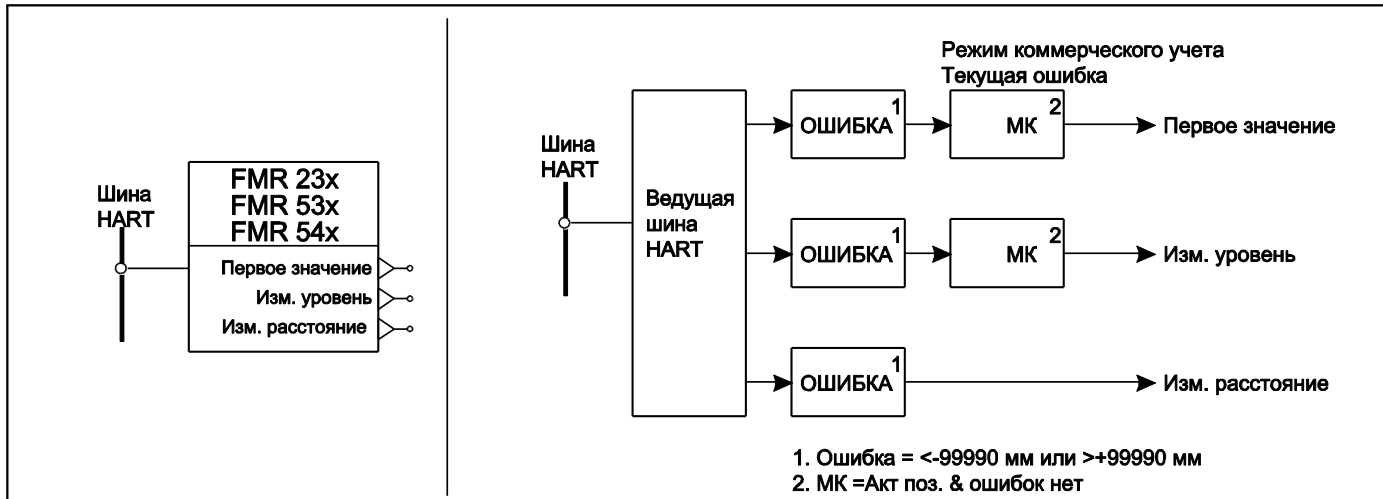 Шина
HART
FMR 23x
FMR 53x
FMR 54x
Первое значение
Изм. уровень
Изм. расстояние
Режим коммерческого учета
Текущая ошибка
Шина
HART
Ведущая
шина
HART
ОШИБКА 1
МК 2
Первое значение
ОШИБКА 1
МК 2
Изм. уровень
ОШИБКА 1
Изм. расстояние
1. Ошибка = <-99990 мм или >+99990 мм
2. МК =Акт поз. & ошибок нет